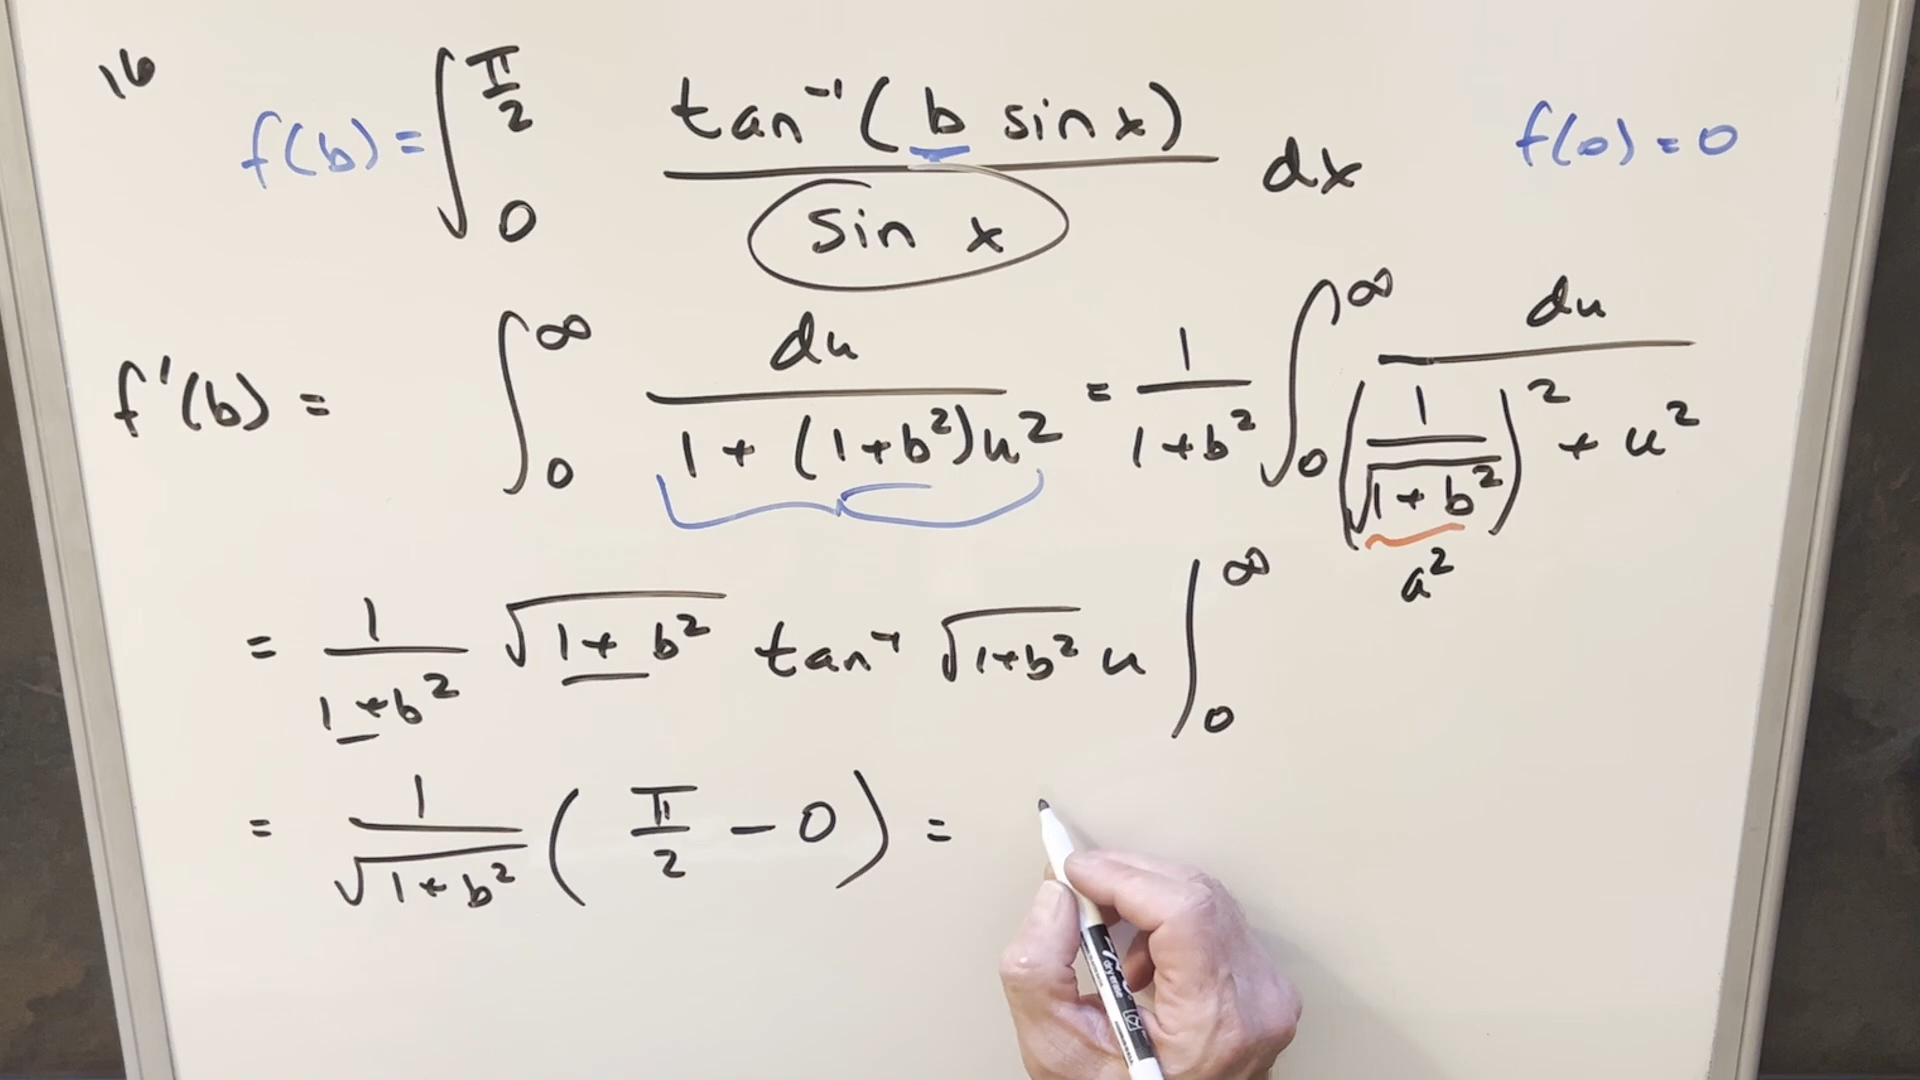 16
f(b) = ∫₀^{π/2} tan⁻¹(b sin x) / sin x dx f(0) = 0
f'(b) = ∫₀^∞ du / (1 + (1+b²)u²) = 1/(1+b²) ∫₀^∞ du / ((1/√(1+b²))² + u²)
a²
= 1/(1+b²) √(1+b²) tan⁻¹ √(1+b²) u |₀^∞
= 1/√(1+b²) (π/2 − 0) =
dry erase